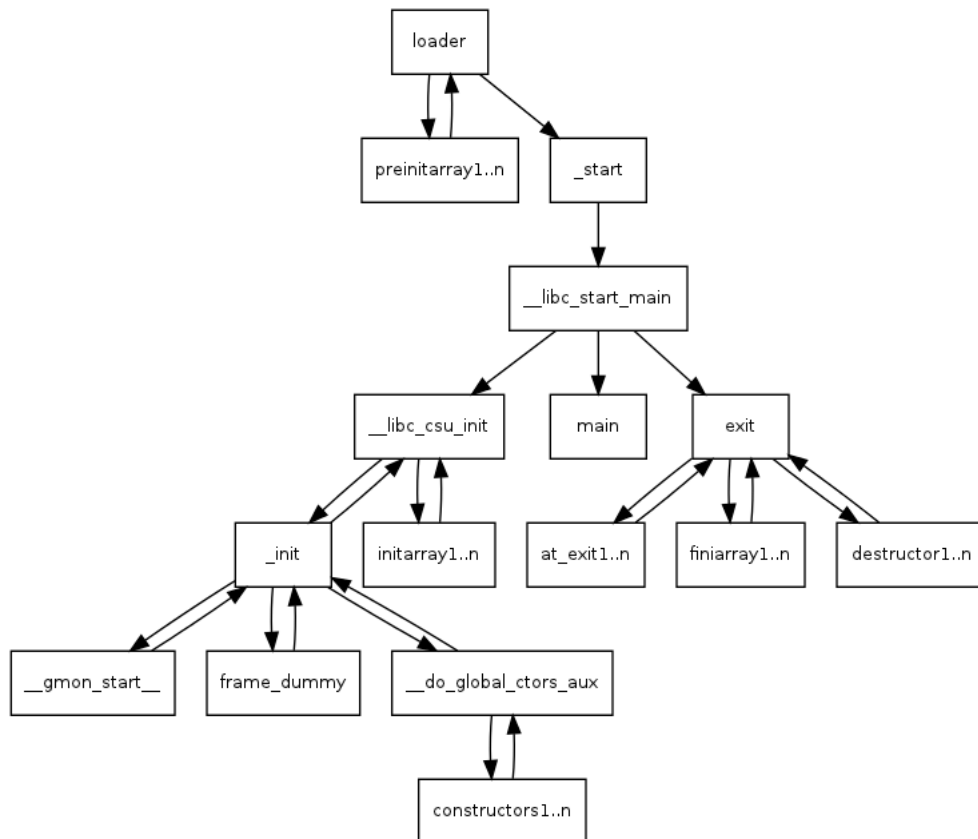 loader
preinitarray1..n
_start
__libc_start_main
__libc_csu_init
main
exit
_init
initarray1..n
at_exit1..n
finiarray1..n
destructor1..n
__gmon_start__
frame_dummy
__do_global_ctors_aux
constructors1..n